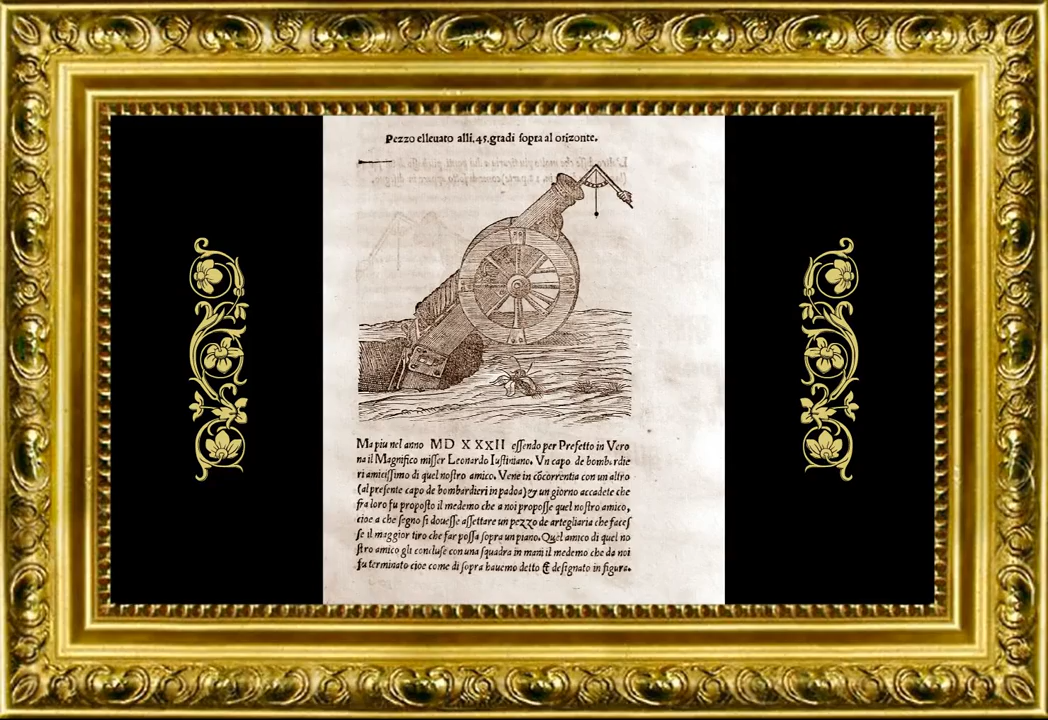 Pezzo elleuato alli.45.gradi sopra al orizonte.
Ma piu nel anno MD XXXII essendo per Prefetto in Vero
na il Magnifico misser Leonardo Iustiniano. Vn capo de bombardie
ri amicissimo di quel nostro amico. Vene in cōcorrentia con un altro
(al presente capo de bombardieri in padoa) & un giorno accadete che
fra loro fu proposto il medemo che a noi propose quel nostro amico,
cioe a che segno si douesse assettare un pezzo de artegliaria che faces
se il maggior tiro che far possa sopra un piano. Quel amico di quel no
stro amico gli concluse con una squadra in mani il medemo che da noi
fu terminato cioe come di sopra hauemo detto & designato in figura.